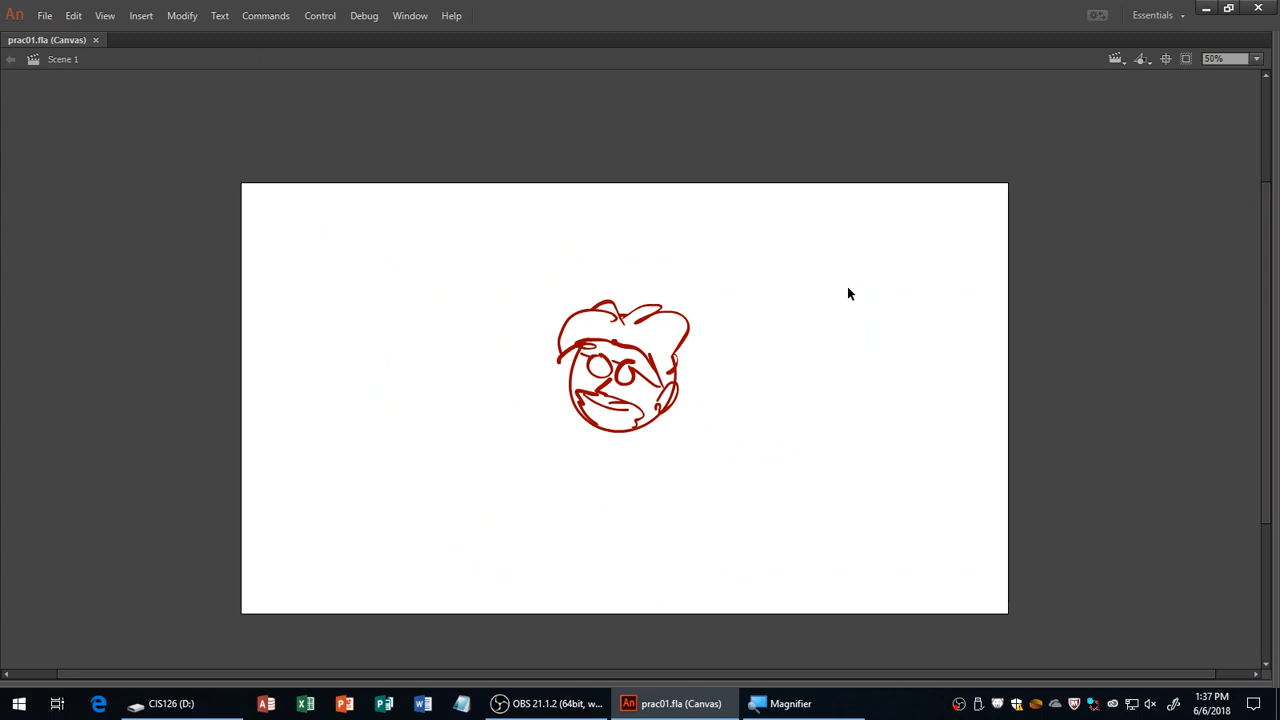 An File Edit View Insert Modify Text Commands Control Debug Window Help Essentials
prac01.fla (Canvas) ×
Scene 1 50%
CIS126 (D:) OBS 21.1.2 (64bit, w... An prac01.fla (Canvas) Magnifier 1:37 PM
6/6/2018